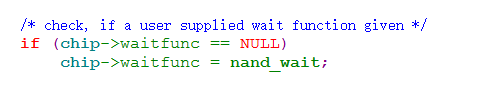 /* check, if a user supplied wait function given */
if (chip->waitfunc == NULL)
    chip->waitfunc = nand_wait;